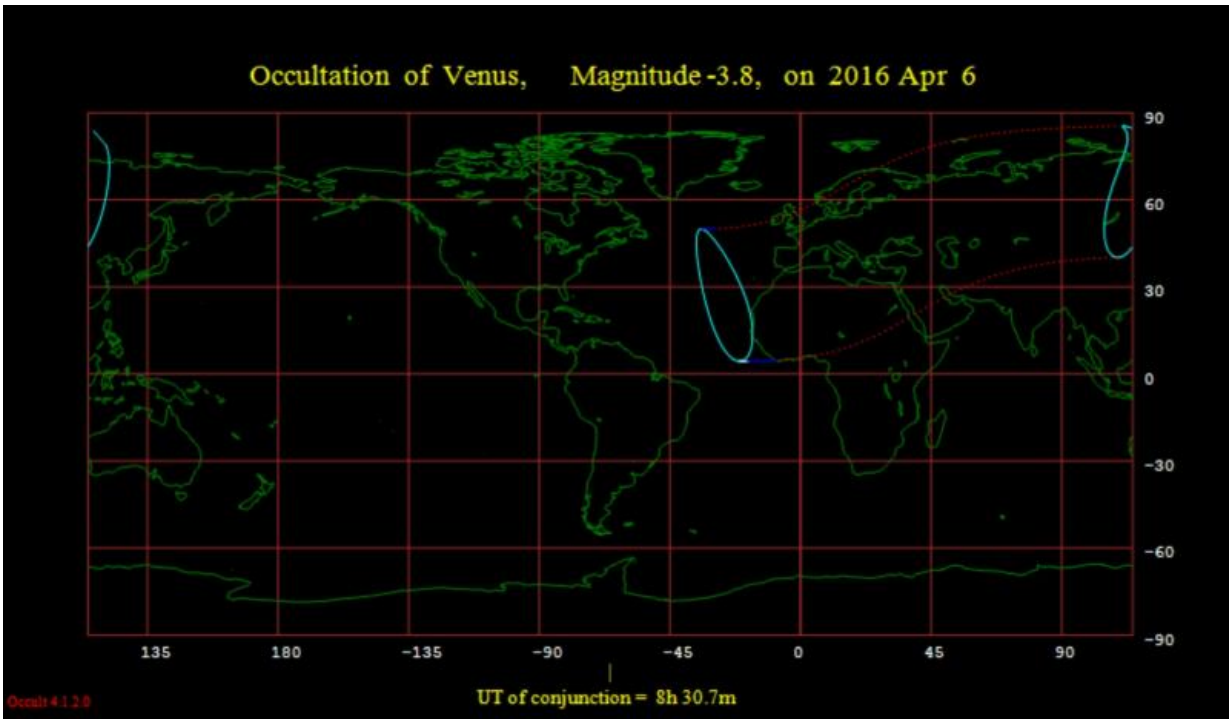 Occultation of Venus, Magnitude -3.8, on 2016 Apr 6
90
60
30
0
-30
-60
-90
135 180 -135 -90 -45 0 45 90
UT of conjunction = 8h 30.7m
Occult 4.1.2.0